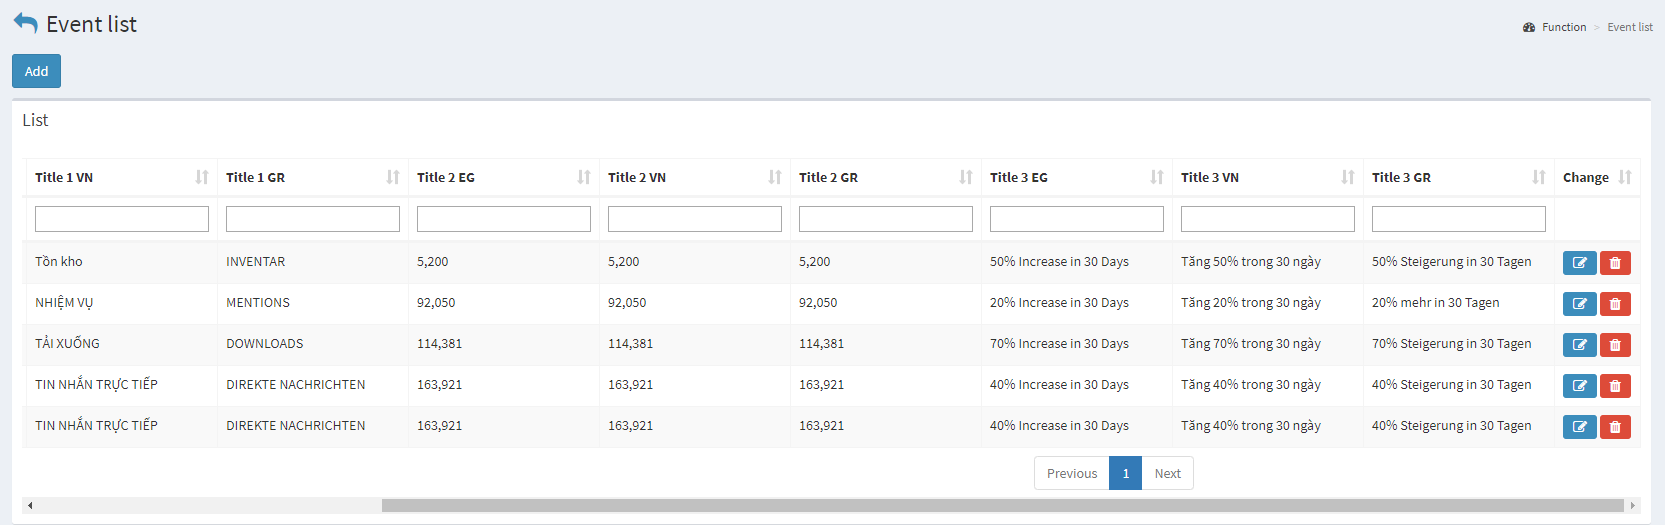 Event list
Function > Event list
Add
List
Title 1 VN Title 1 GR Title 2 EG Title 2 VN Title 2 GR Title 3 EG Title 3 VN Title 3 GR Change
Tồn kho INVENTAR 5,200 5,200 5,200 50% Increase in 30 Days Tăng 50% trong 30 ngày 50% Steigerung in 30 Tagen
NHIỆM VỤ MENTIONS 92,050 92,050 92,050 20% Increase in 30 Days Tăng 20% trong 30 ngày 20% mehr in 30 Tagen
TẢI XUỐNG DOWNLOADS 114,381 114,381 114,381 70% Increase in 30 Days Tăng 70% trong 30 ngày 70% Steigerung in 30 Tagen
TIN NHẮN TRỰC TIẾP DIREKTE NACHRICHTEN 163,921 163,921 163,921 40% Increase in 30 Days Tăng 40% trong 30 ngày 40% Steigerung in 30 Tagen
TIN NHẮN TRỰC TIẾP DIREKTE NACHRICHTEN 163,921 163,921 163,921 40% Increase in 30 Days Tăng 40% trong 30 ngày 40% Steigerung in 30 Tagen
Previous 1 Next